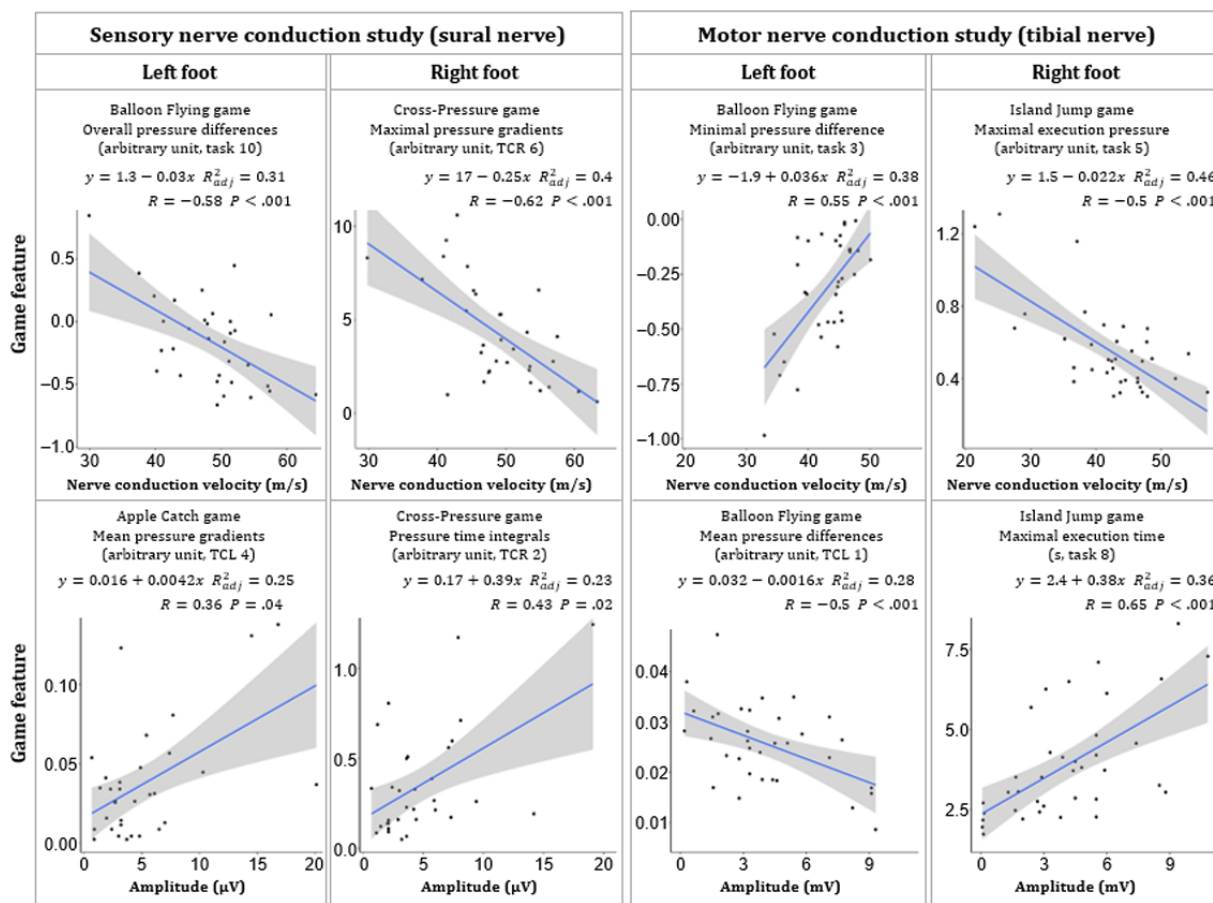 Sensory nerve conduction study (sural nerve)
Motor nerve conduction study (tibial nerve)
Left foot
Right foot
Left foot
Right foot
Game feature
Balloon Flying game
Overall pressure differences
(arbitrary unit, task 10)
y = 1.3 − 0.03x R²adj = 0.31
R = −0.58 P < .001
0.5
0.0
−0.5
−1.0
30 40 50 60
Nerve conduction velocity (m/s)
Cross-Pressure game
Maximal pressure gradients
(arbitrary unit, TCR 6)
y = 17 − 0.25x R²adj = 0.4
R = −0.62 P < .001
10
5
0
30 40 50 60
Nerve conduction velocity (m/s)
Balloon Flying game
Minimal pressure difference
(arbitrary unit, task 3)
y = −1.9 + 0.036x R²adj = 0.38
R = 0.55 P < .001
0.00
−0.25
−0.50
−0.75
−1.00
20 30 40 50
Nerve conduction velocity (m/s)
Island Jump game
Maximal execution pressure
(arbitrary unit, task 5)
y = 1.5 − 0.022x R²adj = 0.46
R = −0.5 P < .001
1.2
0.8
0.4
20 30 40 50
Nerve conduction velocity (m/s)
Game feature
Apple Catch game
Mean pressure gradients
(arbitrary unit, TCL 4)
y = 0.016 + 0.0042x R²adj = 0.25
R = 0.36 P = .04
0.10
0.05
0.00
0 5 10 15 20
Amplitude (μV)
Cross-Pressure game
Pressure time integrals
(arbitrary unit, TCR 2)
y = 0.17 + 0.39x R²adj = 0.23
R = 0.43 P = .02
1.0
0.5
0.0
0 5 10 15 20
Amplitude (μV)
Balloon Flying game
Mean pressure differences
(arbitrary unit, TCL 1)
y = 0.032 − 0.0016x R²adj = 0.28
R = −0.5 P < .001
0.04
0.03
0.02
0.01
0 3 6 9
Amplitude (mV)
Island Jump game
Maximal execution time
(s, task 8)
y = 2.4 + 0.38x R²adj = 0.36
R = 0.65 P < .001
7.5
5.0
2.5
0 3 6 9
Amplitude (mV)